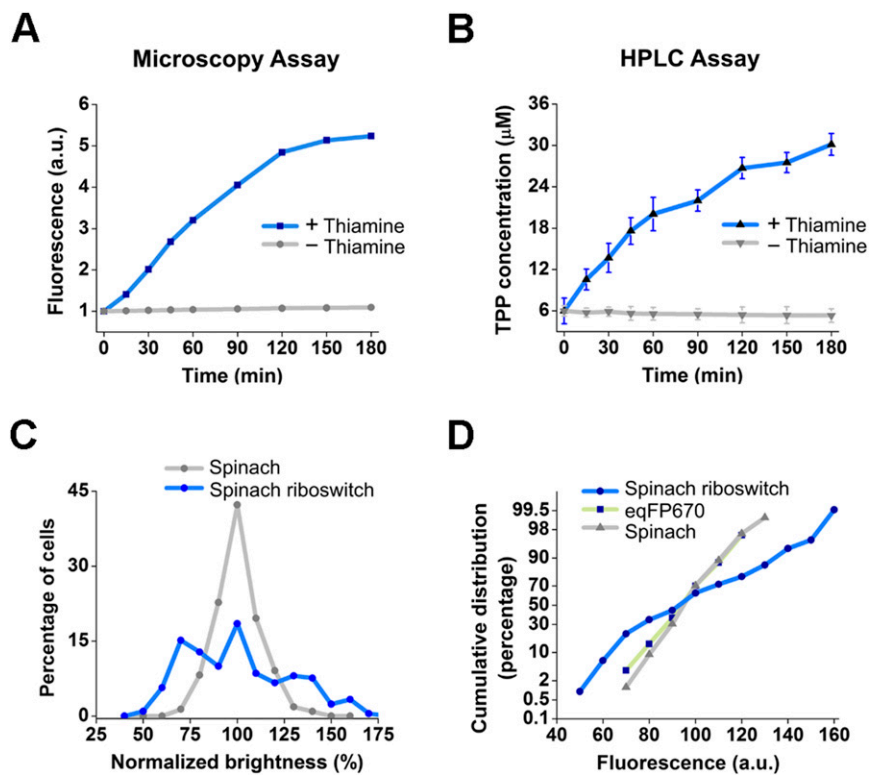 A
Microscopy Assay
Fluorescence (a.u.)
6
5
4
3
2
1
+ Thiamine
– Thiamine
0 30 60 90 120 150 180
Time (min)
B
HPLC Assay
TPP concentration (µM)
36
30
24
18
12
6
+ Thiamine
– Thiamine
0 30 60 90 120 150 180
Time (min)
C
Spinach
Spinach riboswitch
Percentage of cells
45
30
15
0
25 50 75 100 125 150 175
Normalized brightness (%)
D
Spinach riboswitch
eqFP670
Spinach
Cumulative distribution
(percentage)
99.5
98
90
70
50
30
10
2
0.5
0.1
40 60 80 100 120 140 160
Fluorescence (a.u.)